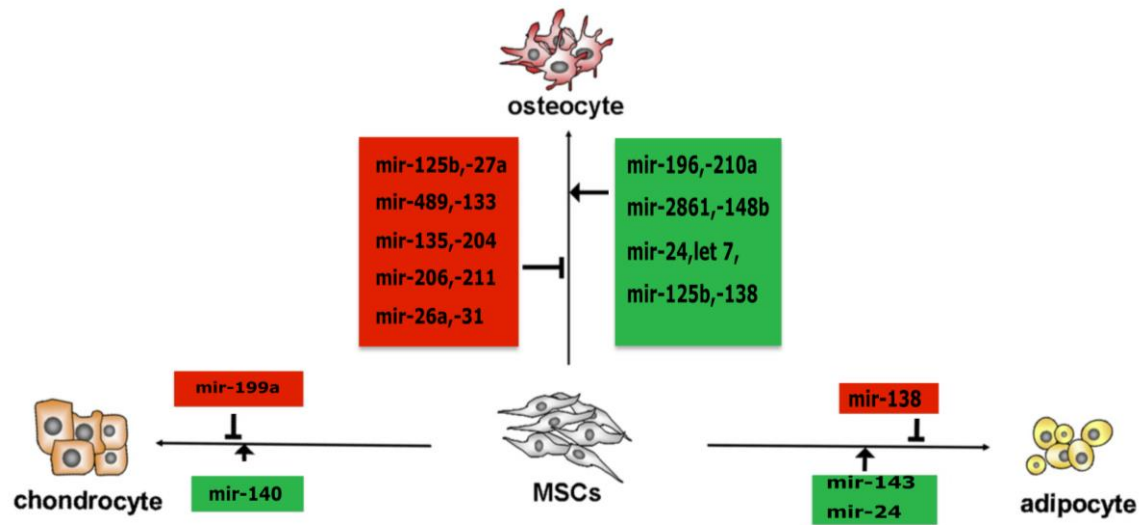 osteocyte
mir-125b,-27a
mir-489,-133
mir-135,-204
mir-206,-211
mir-26a,-31
mir-196,-210a
mir-2861,-148b
mir-24,let 7,
mir-125b,-138
mir-199a
mir-140
chondrocyte
MSCs
mir-138
mir-143
mir-24
adipocyte